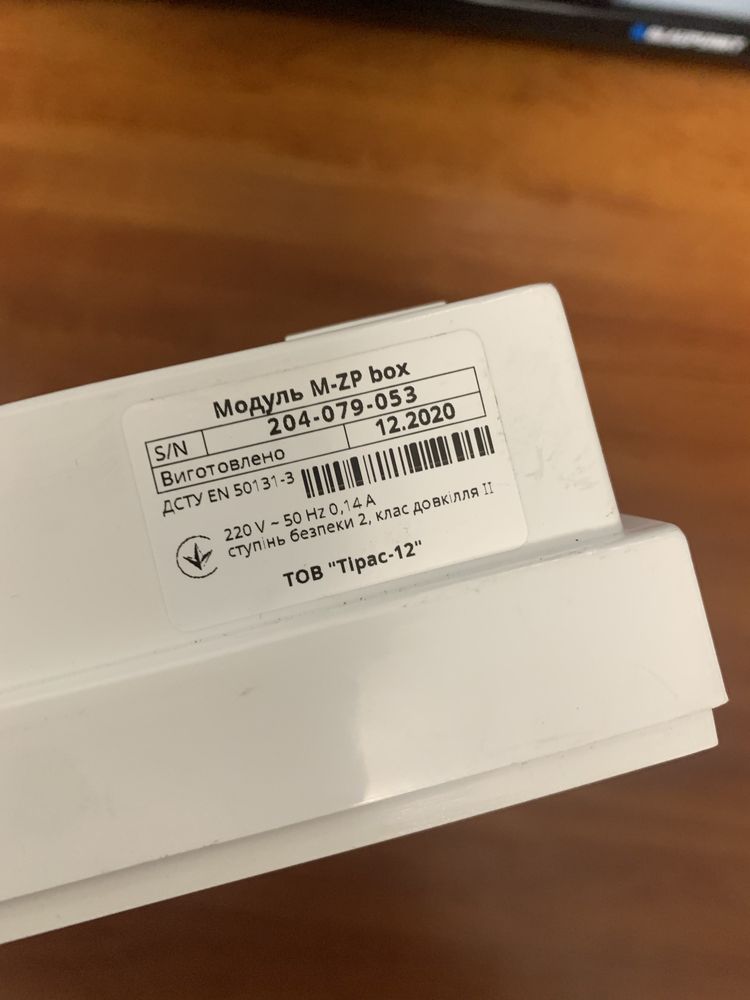 BLAUPUNKT
Модуль M-ZP box
S/N 204-079-053
Виготовлено 12.2020
ДСТУ EN 50131-3
220 V ~ 50 Hz 0,14 A
ступінь безпеки 2, клас довкілля II
ТОВ "Тірас-12"